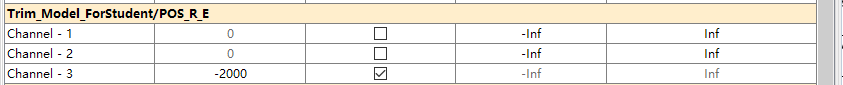 Trim_Model_ForStudent/POS_R_E
Channel - 1 0 -Inf Inf
Channel - 2 0 -Inf Inf
Channel - 3 -2000 -Inf Inf